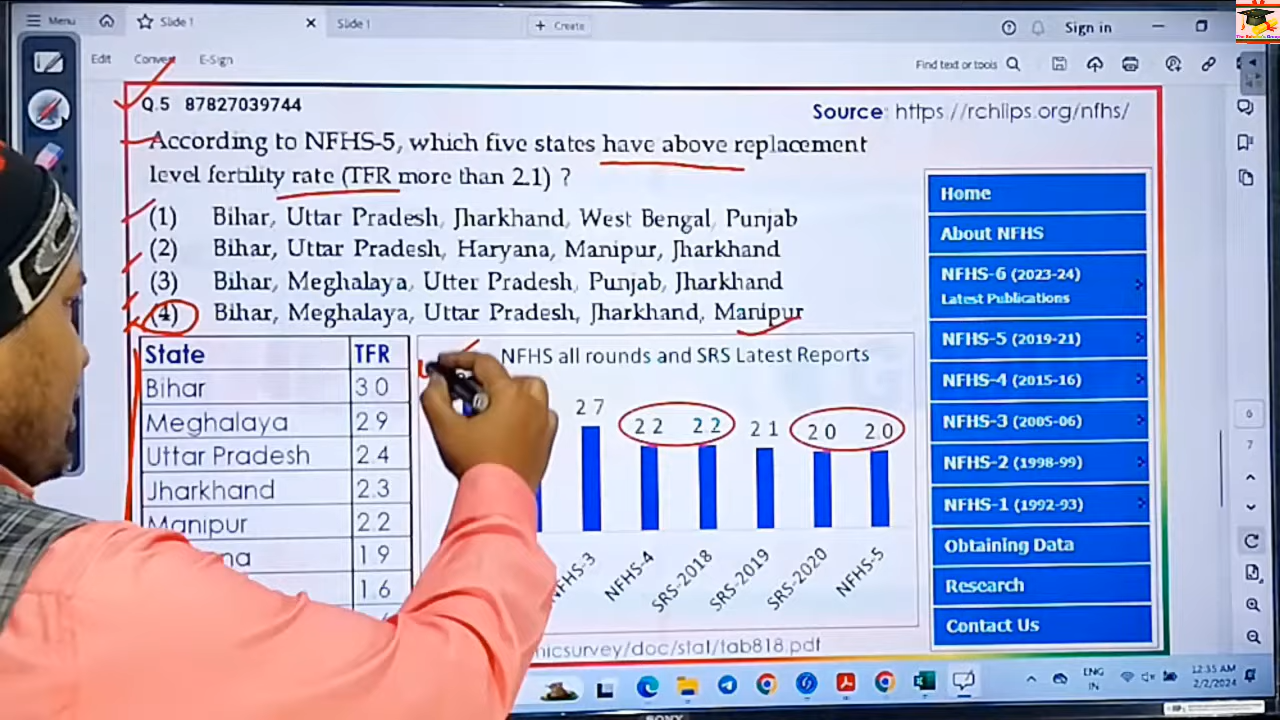 Menu
Slide 1
Slide 1
Create
Sign in
Edit
Convert
E-Sign
Find text or tools
Q.5 87827039744
Source: https://rchiips.org/nfhs/
According to NFHS-5, which five states have above replacement
level fertility rate (TFR more than 2.1) ?
(1) Bihar, Uttar Pradesh, Jharkhand, West Bengal, Punjab
(2) Bihar, Uttar Pradesh, Haryana, Manipur, Jharkhand
(3) Bihar, Meghalaya, Utter Pradesh, Punjab, Jharkhand
(4) Bihar, Meghalaya, Uttar Pradesh, Jharkhand, Manipur
State TFR
Bihar 3.0
Meghalaya 2.9
Uttar Pradesh 2.4
Jharkhand 2.3
Manipur 2.2
na 1.9
1.6
NFHS all rounds and SRS Latest Reports
2.7
2.2
2.2
2.1
2.0
2.0
NFHS-3
NFHS-4
SRS-2018
SRS-2019
SRS-2020
NFHS-5
micsurvey/doc/stat/tab818.pdf
Home
About NFHS
NFHS-6 (2023-24)
Latest Publications
NFHS-5 (2019-21)
NFHS-4 (2015-16)
NFHS-3 (2005-06)
NFHS-2 (1998-99)
NFHS-1 (1992-93)
Obtaining Data
Research
Contact Us
6
7
ENG
IN
12:35 AM
2/2/2024
SONY